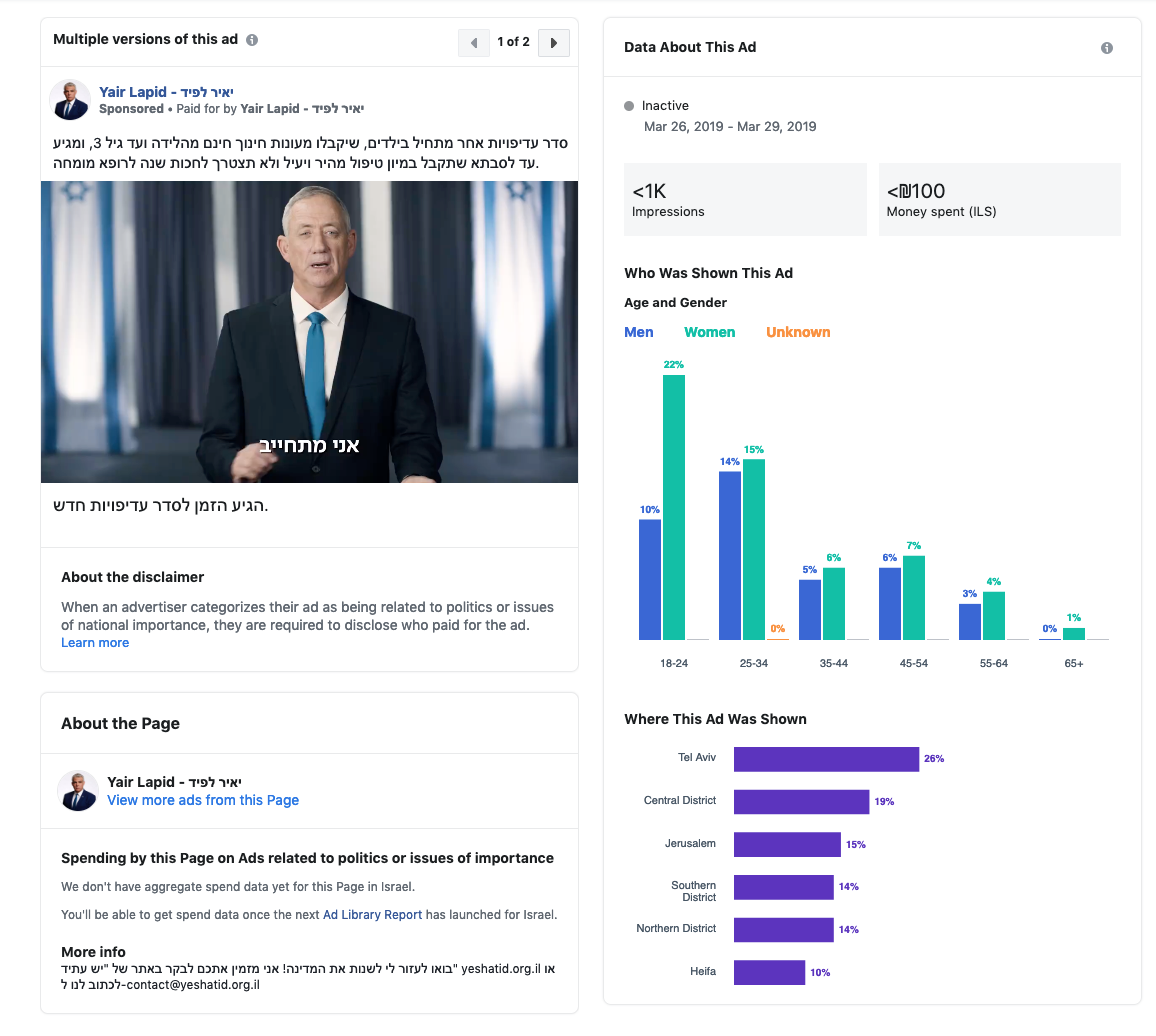 Multiple versions of this ad
1 of 2
Yair Lapid - יאיר לפיד
Sponsored • Paid for by Yair Lapid - יאיר לפיד
סדר עדיפויות אחר מתחיל בילדים, שיקבלו מעונות חינוך חינם מהלידה ועד גיל 3, ומגיע
עד לסבתא שתקבל במיון טיפול מהיר ויעיל ולא תצטרך לחכות שנה לרופא מומחה.
אני מתחייב
הגיע הזמן לסדר עדיפויות חדש.
About the disclaimer
When an advertiser categorizes their ad as being related to politics or issues
of national importance, they are required to disclose who paid for the ad.
Learn more
About the Page
Yair Lapid - יאיר לפיד
View more ads from this Page
Spending by this Page on Ads related to politics or issues of importance
We don't have aggregate spend data yet for this Page in Israel.
You'll be able to get spend data once the next Ad Library Report has launched for Israel.
More info
בואו לעזור לי לשנות את המדינה! אני מזמין אתכם לבקר באתר של "יש עתיד" yeshatid.org.il או
לכתוב לנו ל-contact@yeshatid.org.il
Data About This Ad
Inactive
Mar 26, 2019 - Mar 29, 2019
<1K
Impressions
<₪100
Money spent (ILS)
Who Was Shown This Ad
Age and Gender
Men Women Unknown
22%
15%
14%
10%
7%
6%
6%
5%
4%
3%
1%
0%
0%
18-24 25-34 35-44 45-54 55-64 65+
Where This Ad Was Shown
Tel Aviv 26%
Central District 19%
Jerusalem 15%
Southern
District 14%
Northern District 14%
Heifa 10%